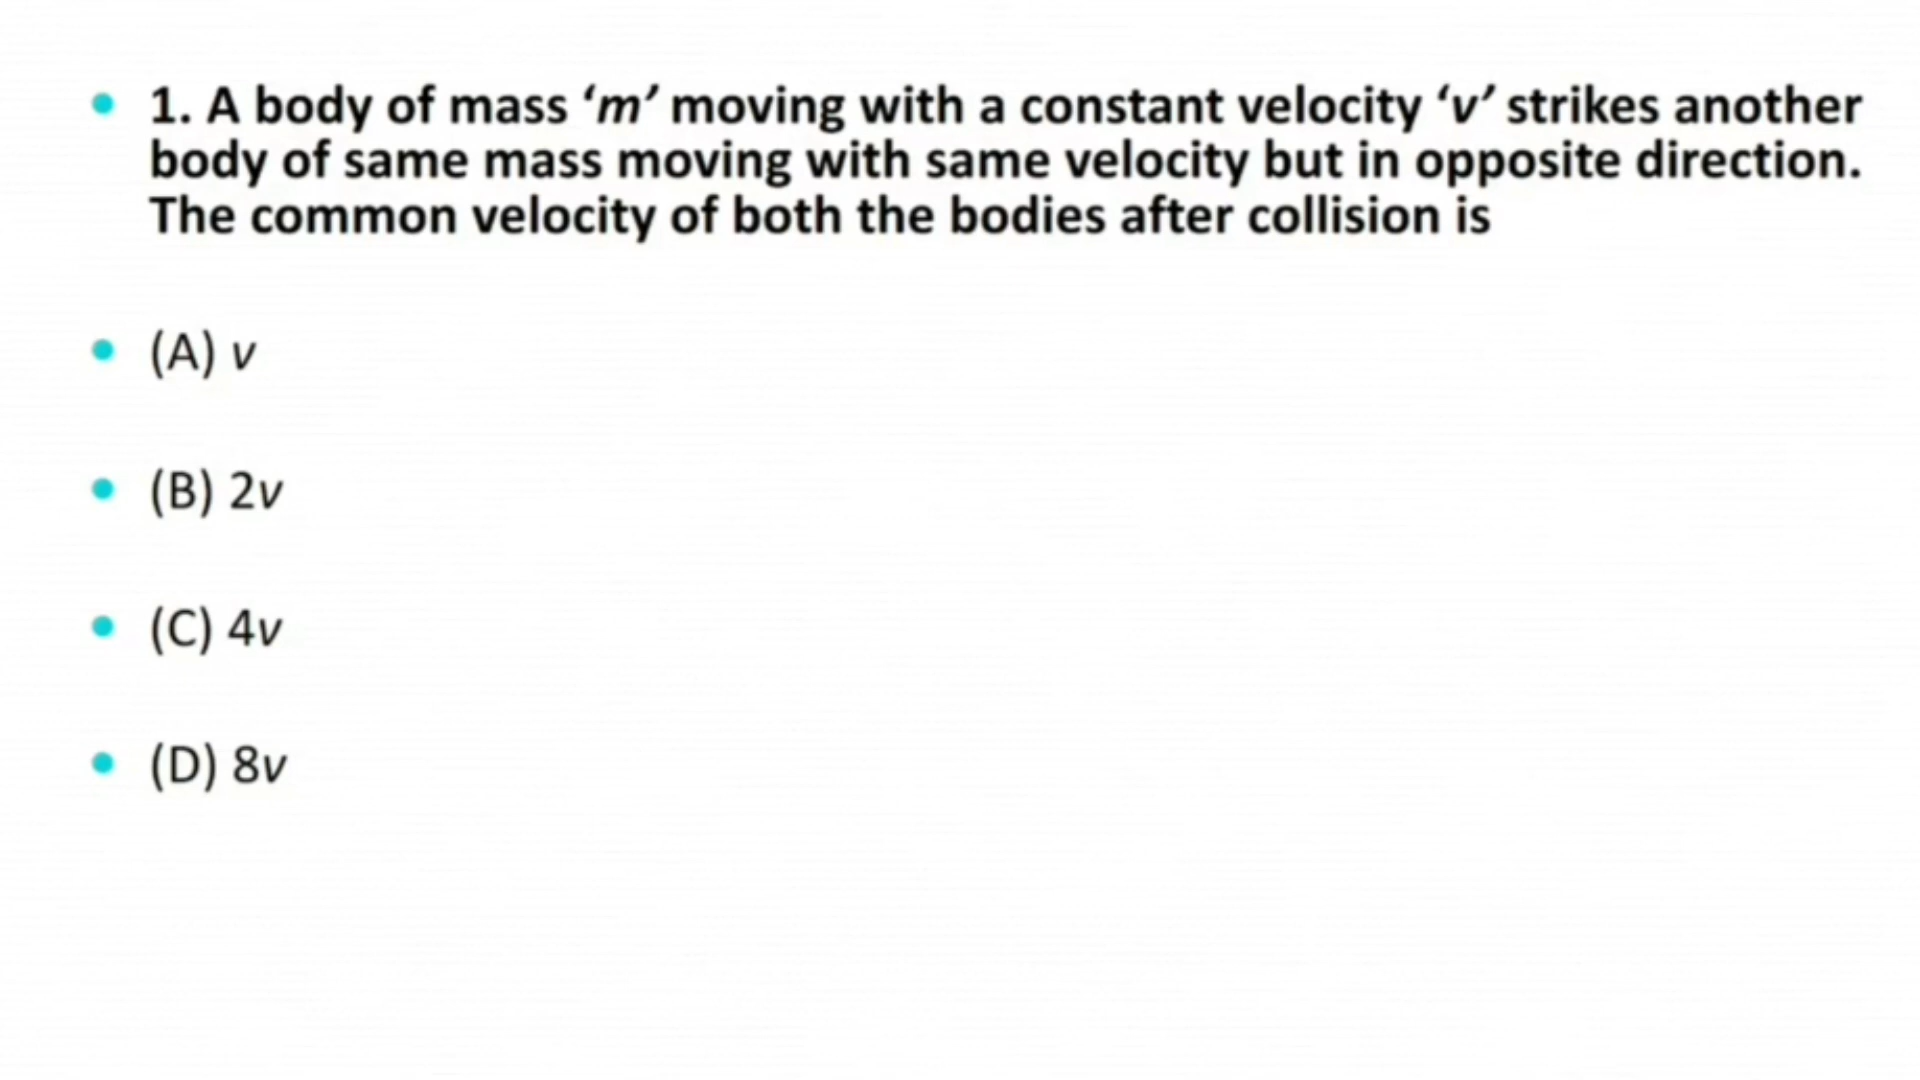 • 1. A body of mass ‘m’ moving with a constant velocity ‘v’ strikes another
body of same mass moving with same velocity but in opposite direction.
The common velocity of both the bodies after collision is
• (A) v
• (B) 2v
• (C) 4v
• (D) 8v